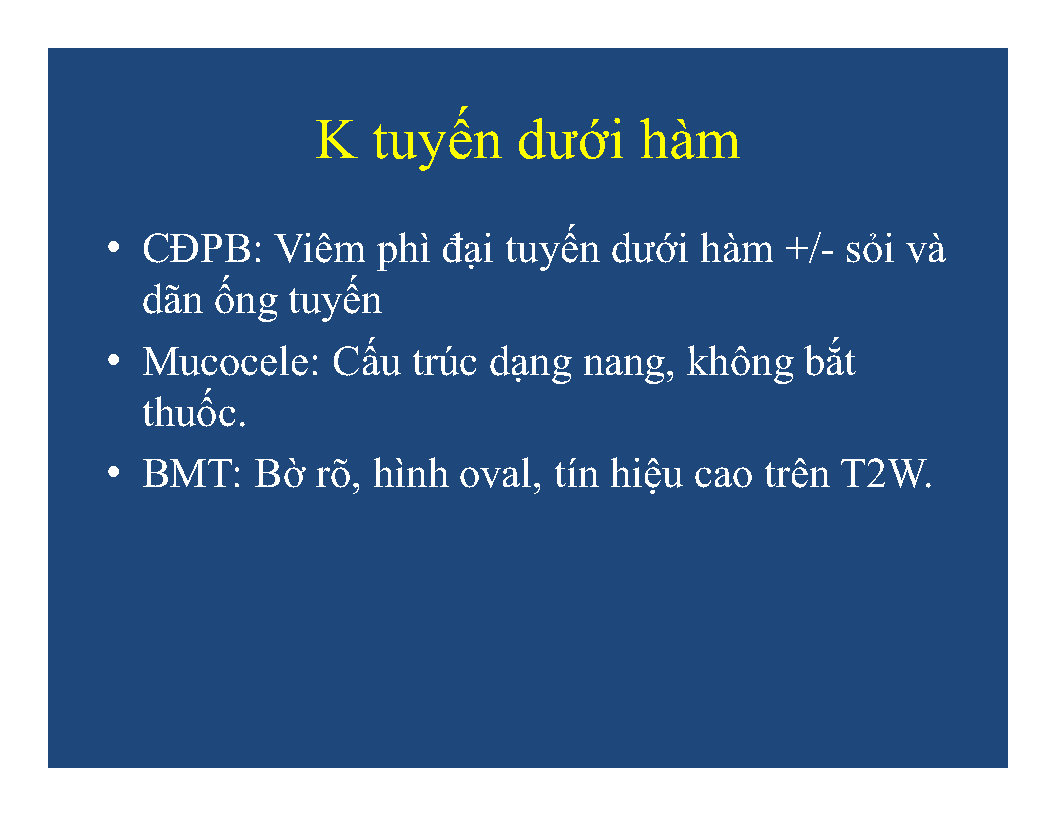 K tuyến dưới hàm
• CĐPB: Viêm phì đại tuyến dưới hàm +/- sỏi và
dãn ống tuyến
• Mucocele: Cấu trúc dạng nang, không bắt
thuốc.
• BMT: Bờ rõ, hình oval, tín hiệu cao trên T2W.